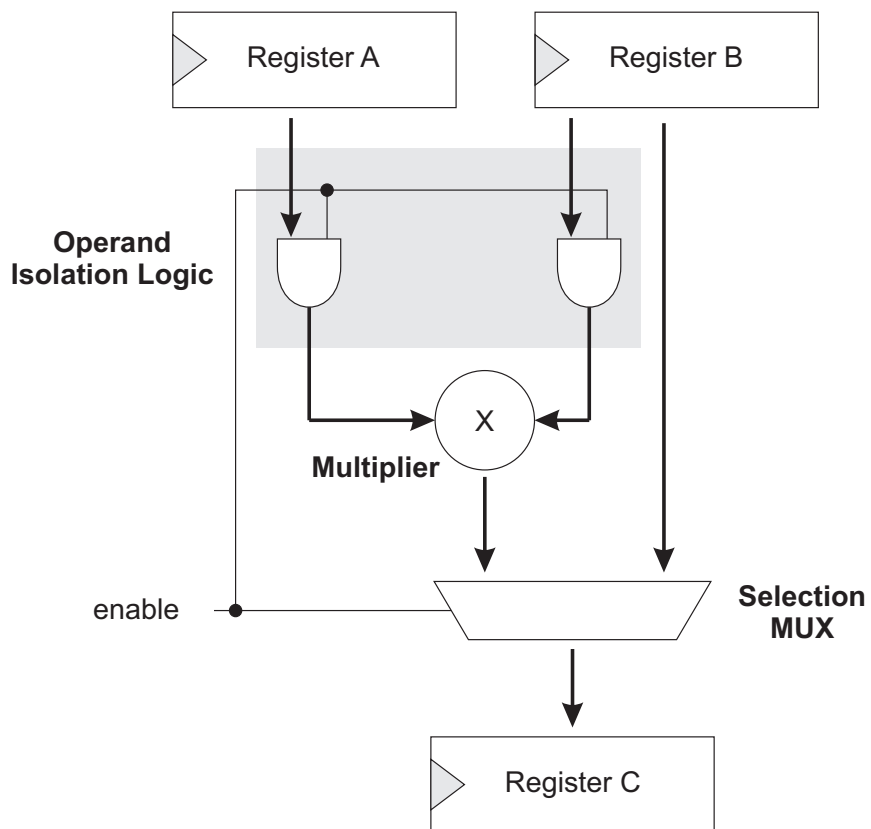 Register A
Register B
Operand
Isolation Logic
X
Multiplier
enable
Selection
MUX
Register C